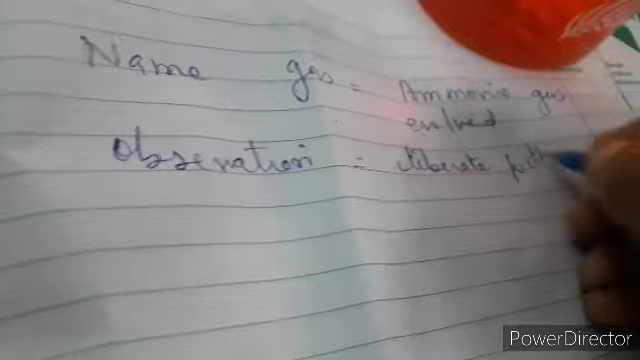 Name gas = Ammonia gas
evolved
Observation = liberate
PowerDirector